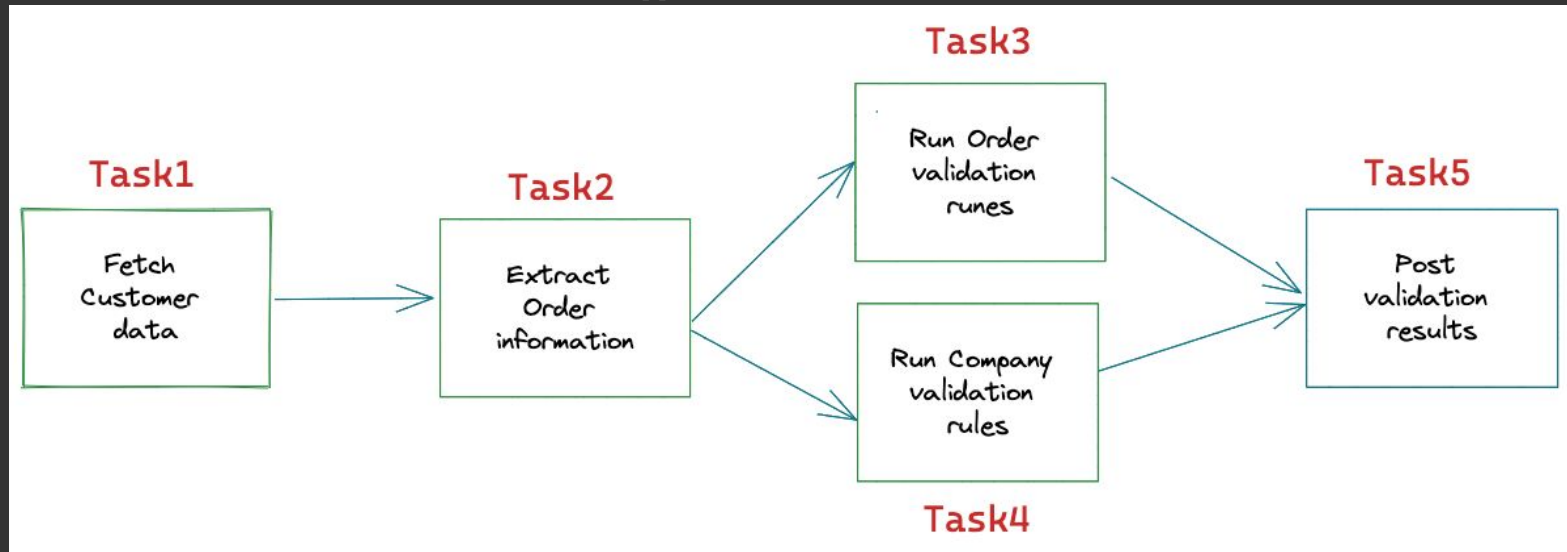 Task1
Fetch
Customer
data
Task2
Extract
Order
information
Task3
Run Order
validation
runes
Run Company
validation
rules
Task4
Task5
Post
validation
results